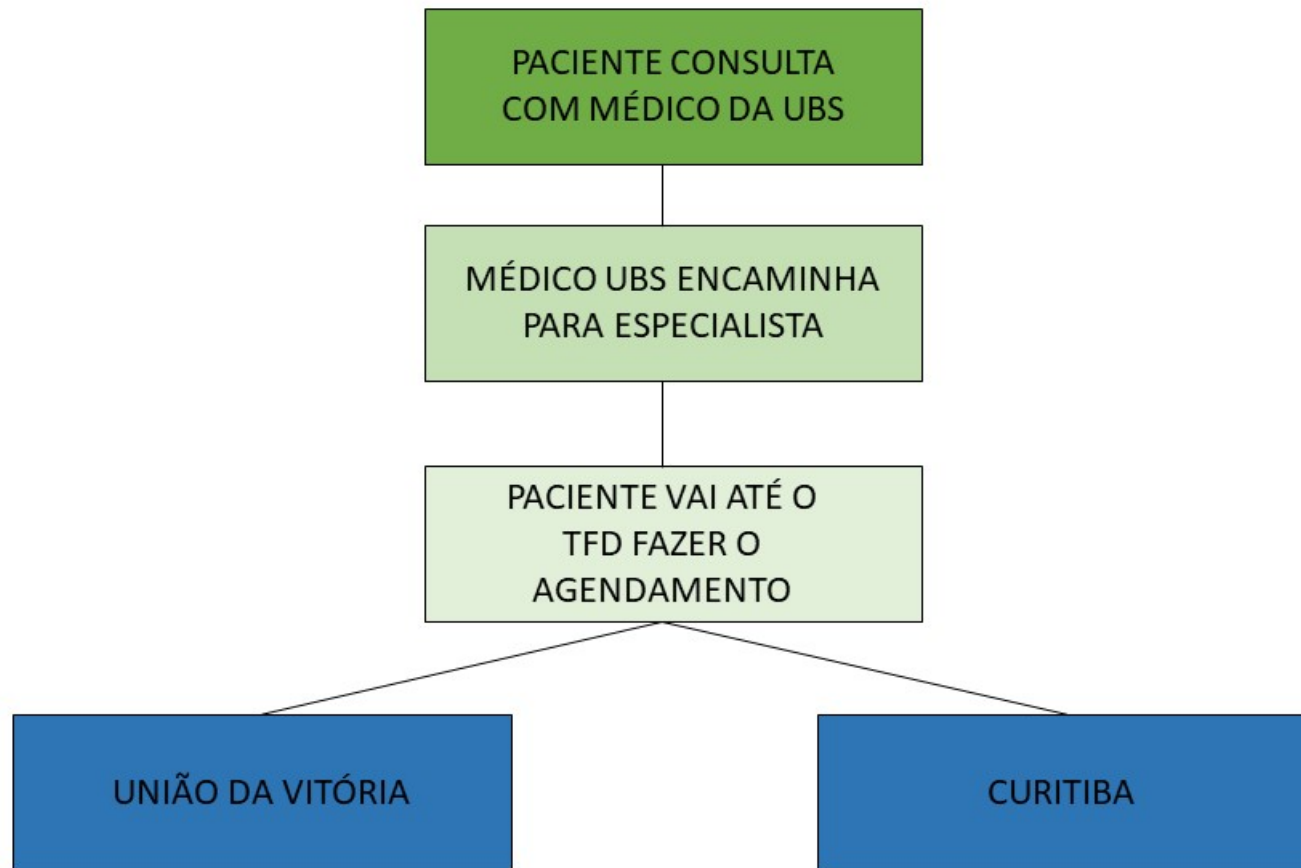 PACIENTE CONSULTA
COM MÉDICO DA UBS
MÉDICO UBS ENCAMINHA
PARA ESPECIALISTA
PACIENTE VAI ATÉ O
TFD FAZER O
AGENDAMENTO
UNIÃO DA VITÓRIA
CURITIBA